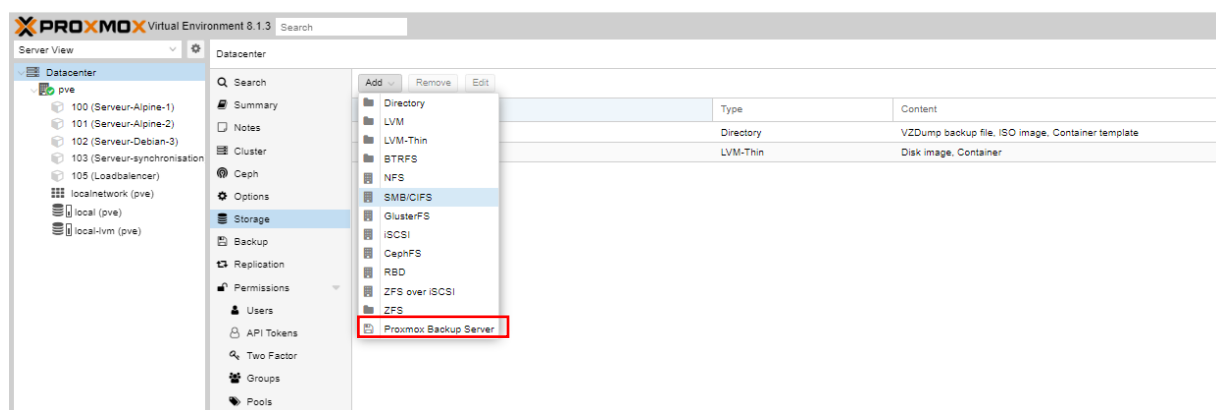 PROXMOX Virtual Environment 8.1.3 Search
Server View
Datacenter
pve
100 (Serveur-Alpine-1)
101 (Serveur-Alpine-2)
102 (Serveur-Debian-3)
103 (Serveur-synchronisation
105 (Loadbalencer)
localnetwork (pve)
local (pve)
local-lvm (pve)
Datacenter
Search
Summary
Notes
Cluster
Ceph
Options
Storage
Backup
Replication
Permissions
Users
API Tokens
Two Factor
Groups
Pools
Add Remove Edit
Directory
LVM
LVM-Thin
BTRFS
NFS
SMB/CIFS
GlusterFS
iSCSI
CephFS
RBD
ZFS over iSCSI
ZFS
Proxmox Backup Server
Type Content
Directory VZDump backup file, ISO image, Container template
LVM-Thin Disk image, Container